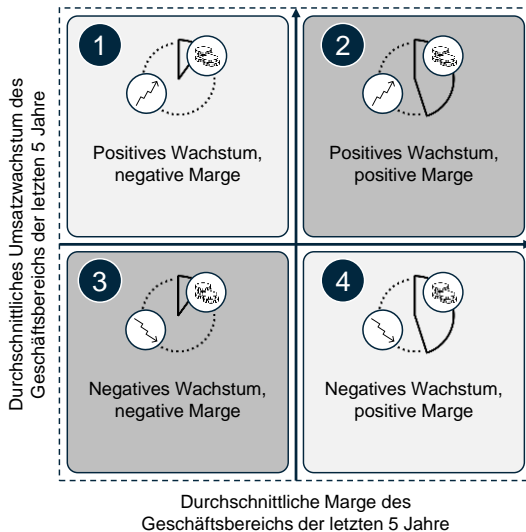 Durchschnittliches Umsatzwachstum des
Geschäftsbereichs der letzten 5 Jahre
1
Positives Wachstum,
negative Marge
2
Positives Wachstum,
positive Marge
3
Negatives Wachstum,
negative Marge
4
Negatives Wachstum,
positive Marge
Durchschnittliche Marge des
Geschäftsbereichs der letzten 5 Jahre